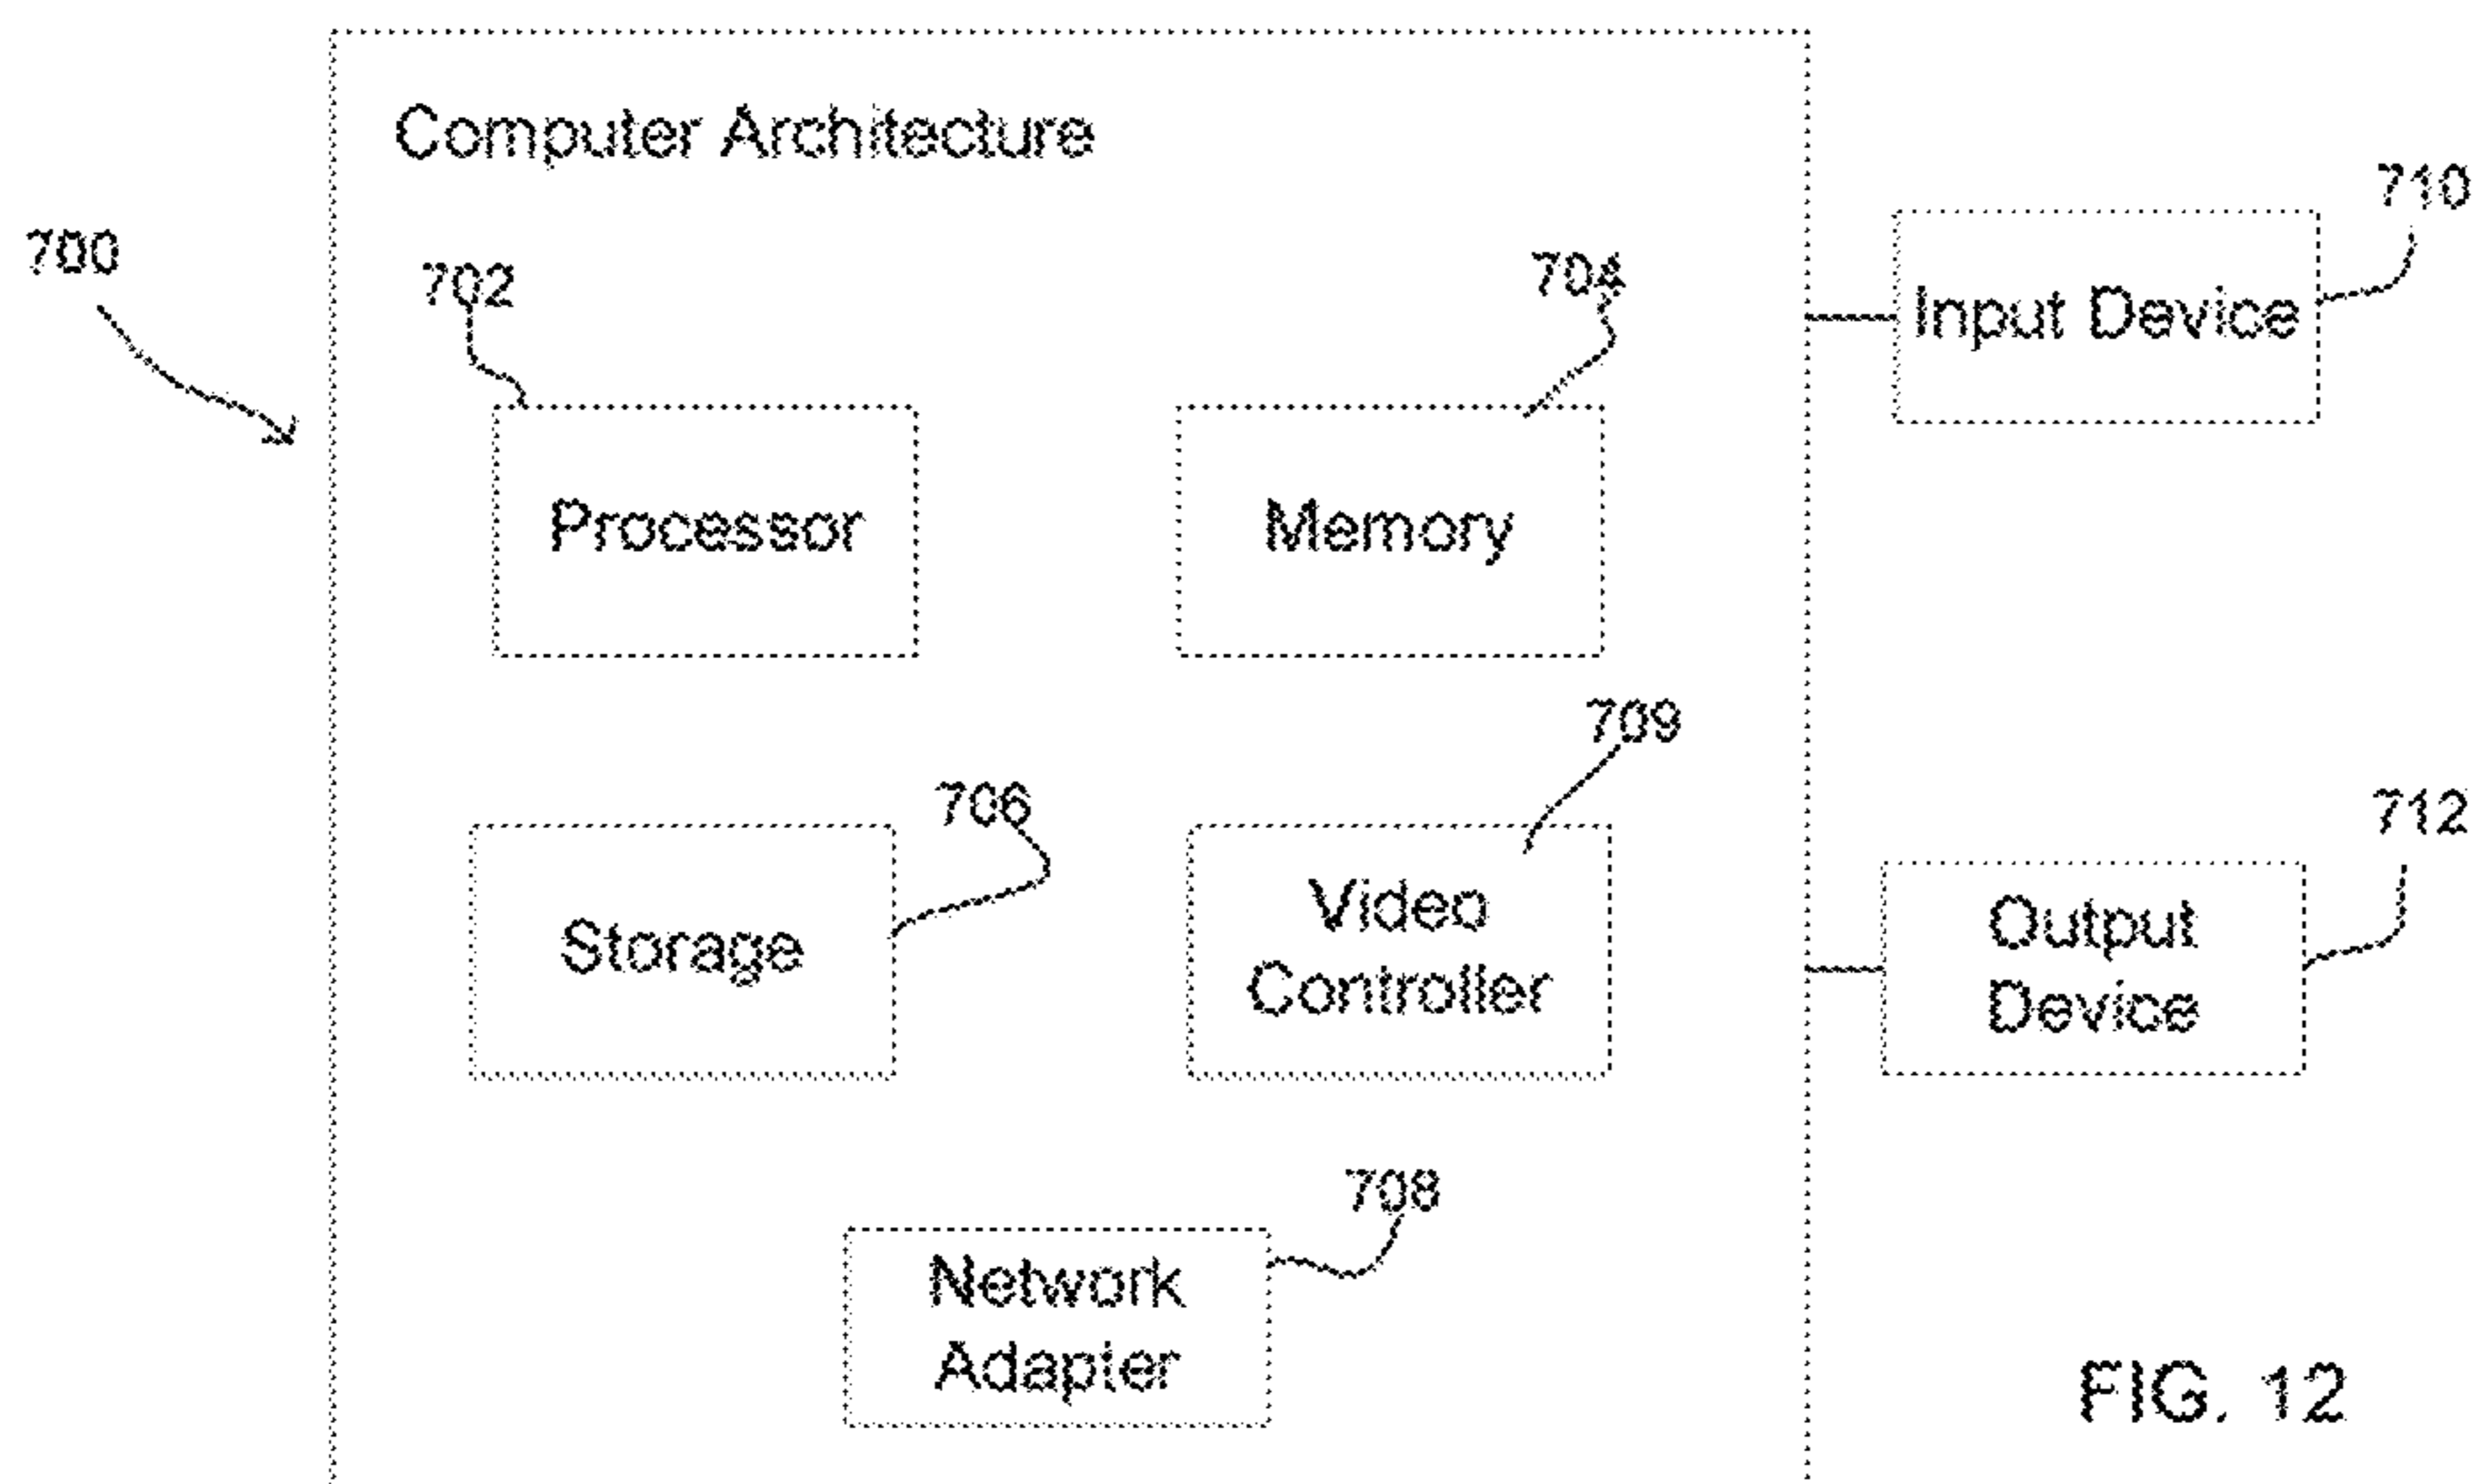 Computer Architecture
700
702
704
710
Input Device
Processor
Memory
709
706
712
Storage
Video
Controller
Output
Device
708
Network
Adapter
FIG. 12